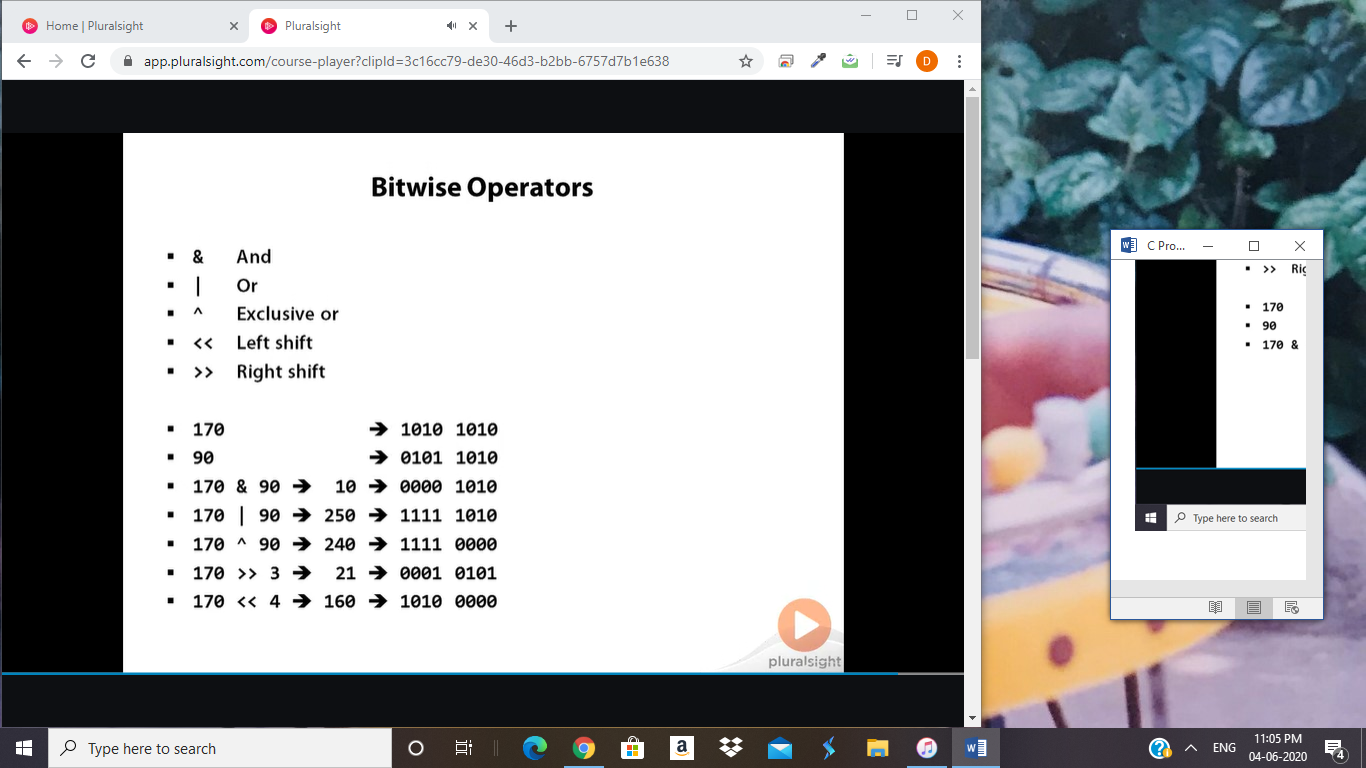 Home | Pluralsight
Pluralsight
app.pluralsight.com/course-player?clipId=3c16cc79-de30-46d3-b2bb-6757d7b1e638
D
Bitwise Operators
▪ & And
▪ | Or
▪ ^ Exclusive or
▪ << Left shift
▪ >> Right shift
▪ 170 ➔ 1010 1010
▪ 90 ➔ 0101 1010
▪ 170 & 90 ➔ 10 ➔ 0000 1010
▪ 170 | 90 ➔ 250 ➔ 1111 1010
▪ 170 ^ 90 ➔ 240 ➔ 1111 0000
▪ 170 >> 3 ➔ 21 ➔ 0001 0101
▪ 170 << 4 ➔ 160 ➔ 1010 0000
pluralsight
C Pro...
▪ >> Rig
▪ 170
▪ 90
▪ 170 &
Type here to search
Type here to search
ENG
11:05 PM
04-06-2020
4